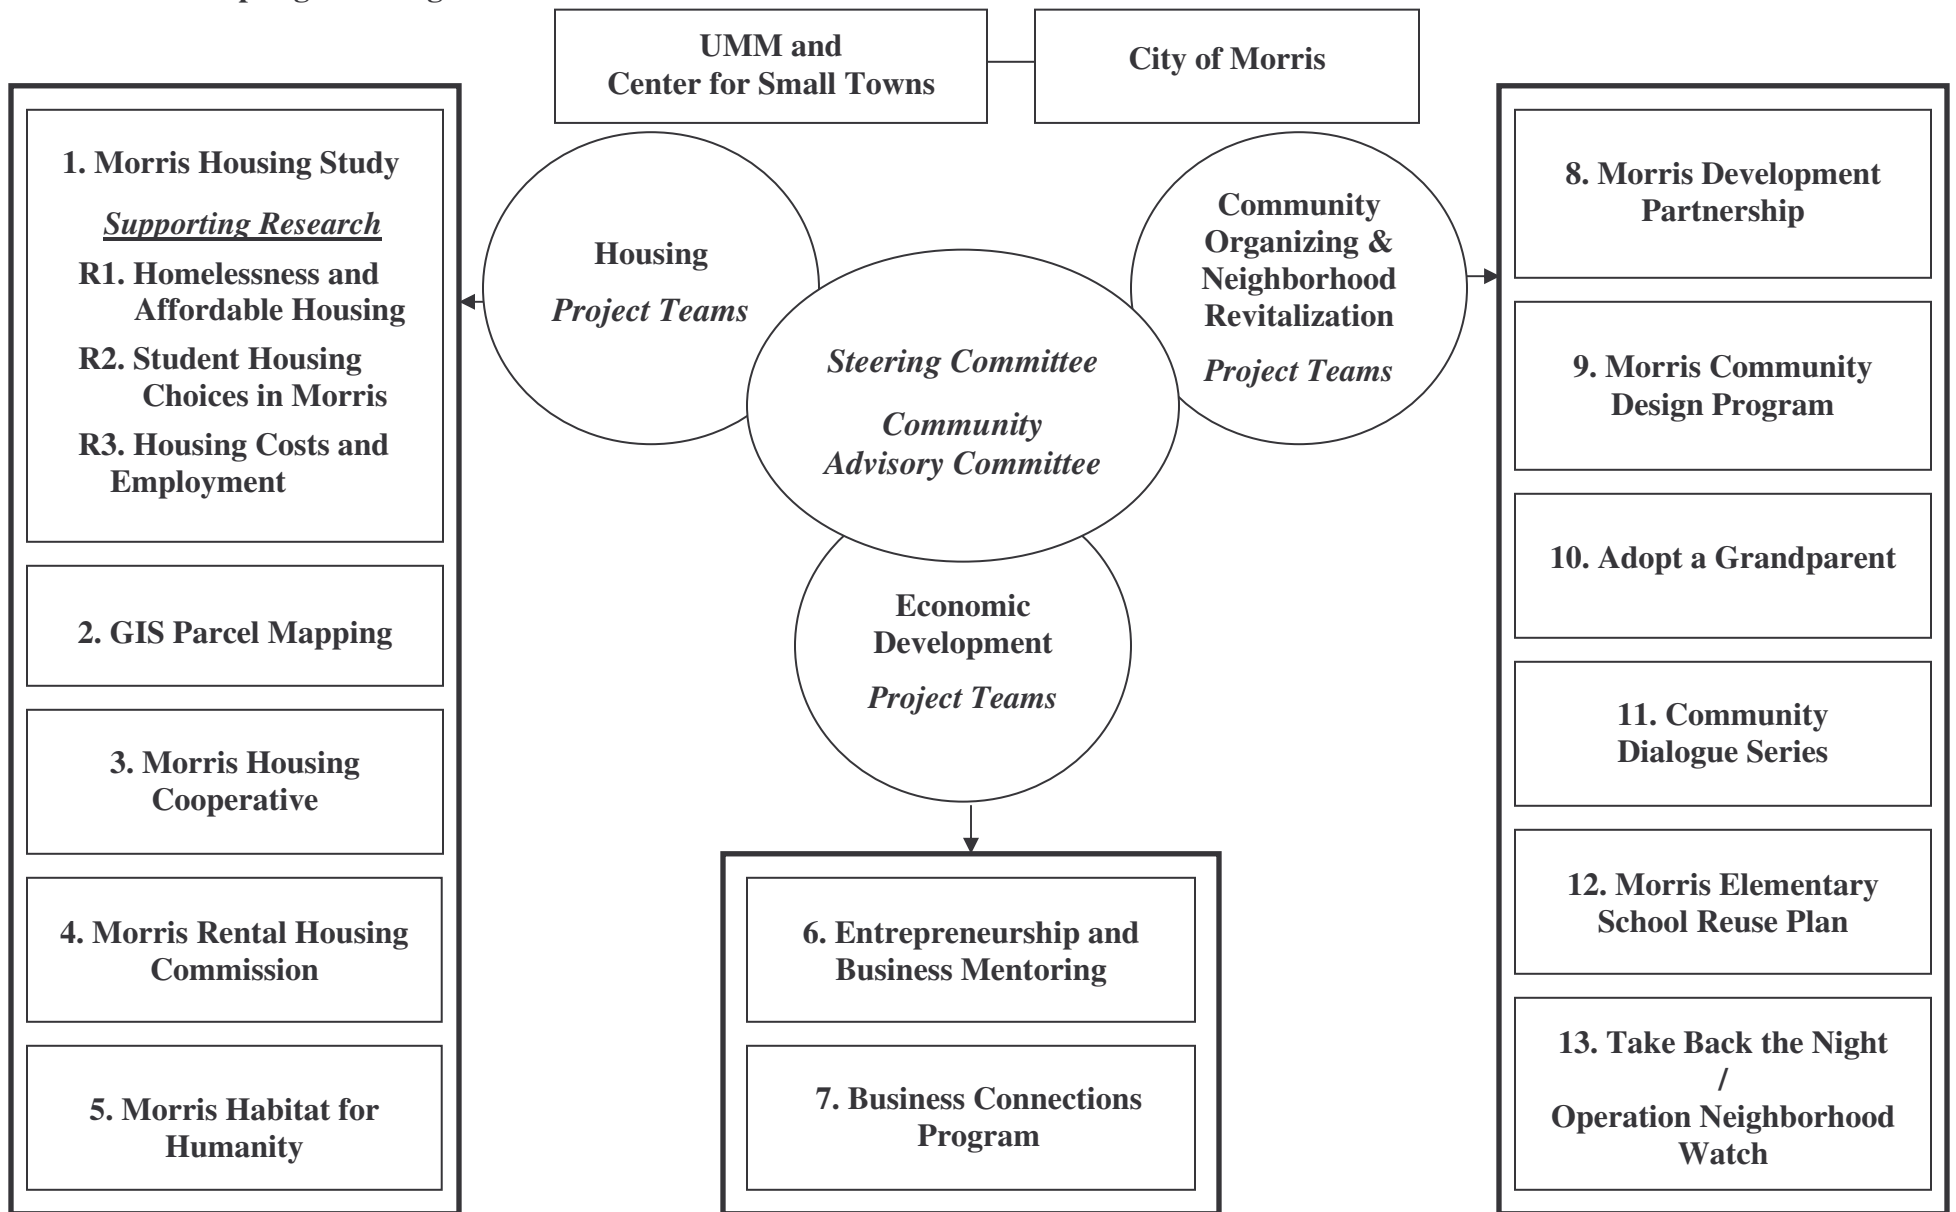 UMM and
Center for Small Towns
City of Morris
1. Morris Housing Study
Supporting Research
R1. Homelessness and
Affordable Housing
R2. Student Housing
Choices in Morris
R3. Housing Costs and
Employment
2. GIS Parcel Mapping
3. Morris Housing
Cooperative
4. Morris Rental Housing
Commission
5. Morris Habitat for
Humanity
Housing
Project Teams
Steering Committee
Community
Advisory Committee
Community
Organizing &
Neighborhood
Revitalization
Project Teams
Economic
Development
Project Teams
6. Entrepreneurship and
Business Mentoring
7. Business Connections
Program
8. Morris Development
Partnership
9. Morris Community
Design Program
10. Adopt a Grandparent
11. Community
Dialogue Series
12. Morris Elementary
School Reuse Plan
13. Take Back the Night
/
Operation Neighborhood
Watch